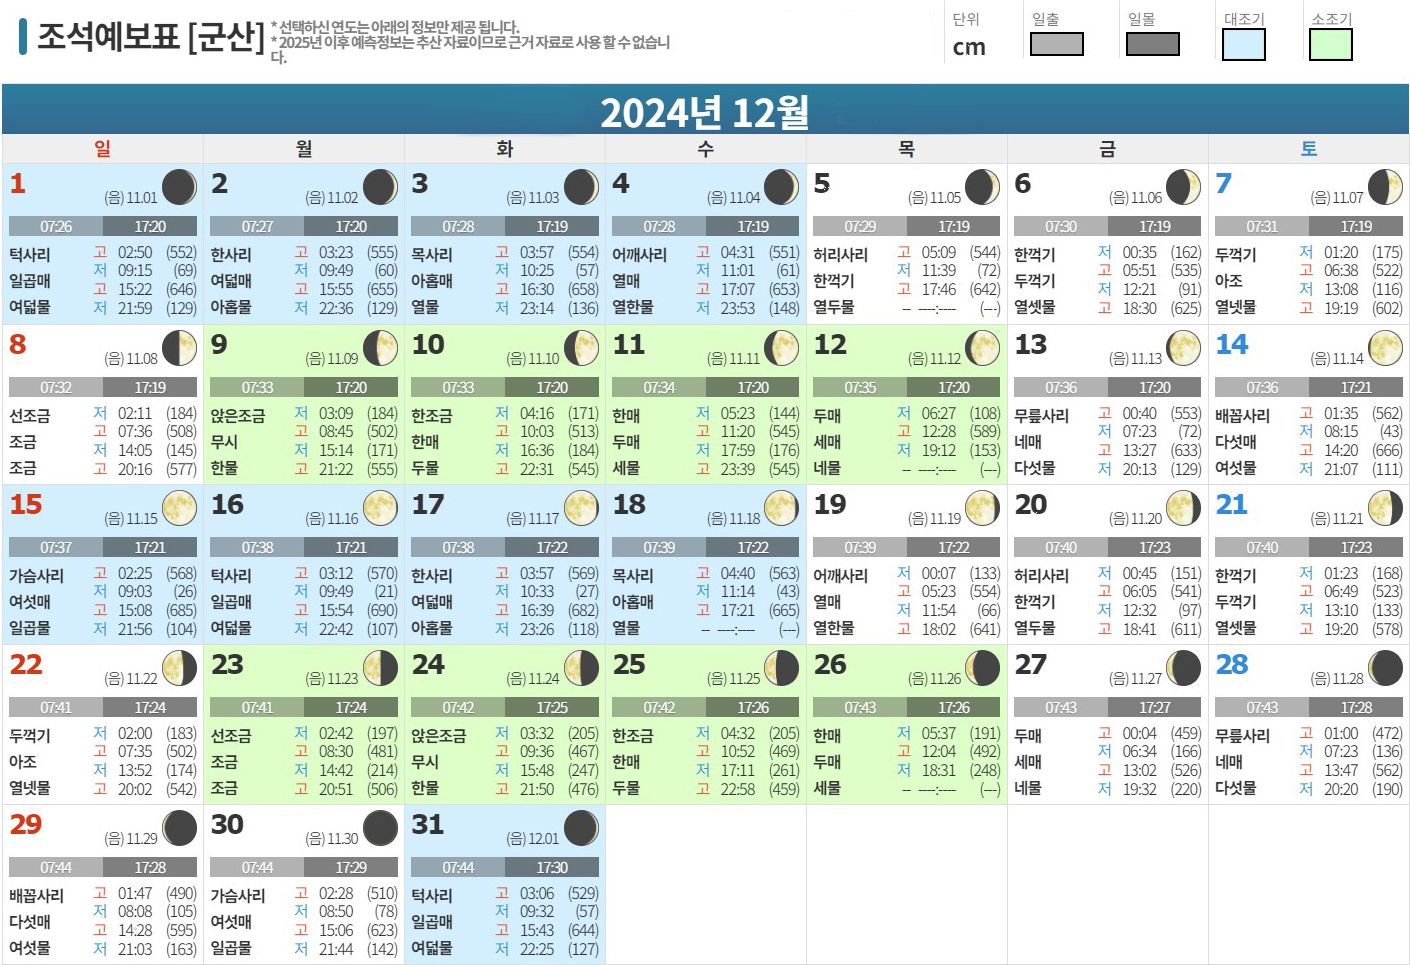 조석예보표 [군산]
* 선택하신 연도는 아래의 정보만 제공 됩니다.
* 2025년 이후 예측정보는 추산 자료이므로 근거 자료로 사용 할 수 없습니
다.
단위 일출 일몰 대조기 소조기
cm
2024년 12월
일 월 화 수 목 금 토
1 (음) 11.01
07:26 17:20
턱사리 일곱매 여덟물
고 02:50 (552)
저 09:15 (69)
고 15:22 (646)
저 21:59 (129)
2 (음) 11.02
07:27 17:20
한사리 여덟매 아홉물
고 03:23 (555)
저 09:49 (60)
고 15:55 (655)
저 22:36 (129)
3 (음) 11.03
07:28 17:19
목사리 아홉매 열물
고 03:57 (554)
저 10:25 (57)
고 16:30 (658)
저 23:14 (136)
4 (음) 11.04
07:28 17:19
어깨사리 열매 열한물
고 04:31 (551)
저 11:01 (61)
고 17:07 (653)
저 23:53 (148)
5 (음) 11.05
07:29 17:19
허리사리 한꺽기 열두물
고 05:09 (544)
저 11:39 (72)
고 17:46 (642)
-- ----:---- (---)
6 (음) 11.06
07:30 17:19
한꺽기 두꺽기 열셋물
저 00:35 (162)
고 05:51 (535)
저 12:21 (91)
고 18:30 (625)
7 (음) 11.07
07:31 17:19
두꺽기 아조 열넷물
저 01:20 (175)
고 06:38 (522)
저 13:08 (116)
고 19:19 (602)
8 (음) 11.08
07:32 17:19
선조금 조금 조금
저 02:11 (184)
고 07:36 (508)
저 14:05 (145)
고 20:16 (577)
9 (음) 11.09
07:33 17:20
앉은조금 무시 한물
저 03:09 (184)
고 08:45 (502)
저 15:14 (171)
고 21:22 (555)
10 (음) 11.10
07:33 17:20
한조금 한매 두물
저 04:16 (171)
고 10:03 (513)
저 16:36 (184)
고 22:31 (545)
11 (음) 11.11
07:34 17:20
한매 두매 세물
저 05:23 (144)
고 11:20 (545)
저 17:59 (176)
고 23:39 (545)
12 (음) 11.12
07:35 17:20
두매 세매 네물
저 06:27 (108)
고 12:28 (589)
저 19:12 (153)
-- ----:---- (---)
13 (음) 11.13
07:36 17:20
무릎사리 네매 다섯물
고 00:40 (553)
저 07:23 (72)
고 13:27 (633)
저 20:13 (129)
14 (음) 11.14
07:36 17:21
배꼽사리 다섯매 여섯물
고 01:35 (562)
저 08:15 (43)
고 14:20 (666)
저 21:07 (111)
15 (음) 11.15
07:37 17:21
가슴사리 여섯매 일곱물
고 02:25 (568)
저 09:03 (26)
고 15:08 (685)
저 21:56 (104)
16 (음) 11.16
07:38 17:21
턱사리 일곱매 여덟물
고 03:12 (570)
저 09:49 (21)
고 15:54 (690)
저 22:42 (107)
17 (음) 11.17
07:38 17:22
한사리 여덟매 아홉물
고 03:57 (569)
저 10:33 (27)
고 16:39 (682)
저 23:26 (118)
18 (음) 11.18
07:39 17:22
목사리 아홉매 열물
고 04:40 (563)
저 11:14 (43)
고 17:21 (665)
-- ----:---- (---)
19 (음) 11.19
07:39 17:22
어깨사리 열매 열한물
저 00:07 (133)
고 05:23 (554)
저 11:54 (66)
고 18:02 (641)
20 (음) 11.20
07:40 17:23
허리사리 한꺽기 열두물
저 00:45 (151)
고 06:05 (541)
저 12:32 (97)
고 18:41 (611)
21 (음) 11.21
07:40 17:23
한꺽기 두꺽기 열셋물
저 01:23 (168)
고 06:49 (523)
저 13:10 (133)
고 19:20 (578)
22 (음) 11.22
07:41 17:24
두꺽기 아조 열넷물
저 02:00 (183)
고 07:35 (502)
저 13:52 (174)
고 20:02 (542)
23 (음) 11.23
07:41 17:24
선조금 조금 조금
저 02:42 (197)
고 08:30 (481)
저 14:42 (214)
고 20:51 (506)
24 (음) 11.24
07:42 17:25
앉은조금 무시 한물
저 03:32 (205)
고 09:36 (467)
저 15:48 (247)
고 21:50 (476)
25 (음) 11.25
07:42 17:26
한조금 한매 두물
저 04:32 (205)
고 10:52 (469)
저 17:11 (261)
고 22:58 (459)
26 (음) 11.26
07:43 17:26
한매 두매 세물
저 05:37 (191)
고 12:04 (492)
저 18:31 (248)
-- ----:---- (---)
27 (음) 11.27
07:43 17:27
두매 세매 네물
고 00:04 (459)
저 06:34 (166)
고 13:02 (526)
저 19:32 (220)
28 (음) 11.28
07:43 17:28
무릎사리 네매 다섯물
고 01:00 (472)
저 07:23 (136)
고 13:47 (562)
저 20:20 (190)
29 (음) 11.29
07:44 17:28
배꼽사리 다섯매 여섯물
고 01:47 (490)
저 08:08 (105)
고 14:28 (595)
저 21:03 (163)
30 (음) 11.30
07:44 17:29
가슴사리 여섯매 일곱물
고 02:28 (510)
저 08:50 (78)
고 15:06 (623)
저 21:44 (142)
31 (음) 12.01
07:44 17:30
턱사리 일곱매 여덟물
고 03:06 (529)
저 09:32 (57)
고 15:43 (644)
저 22:25 (127)